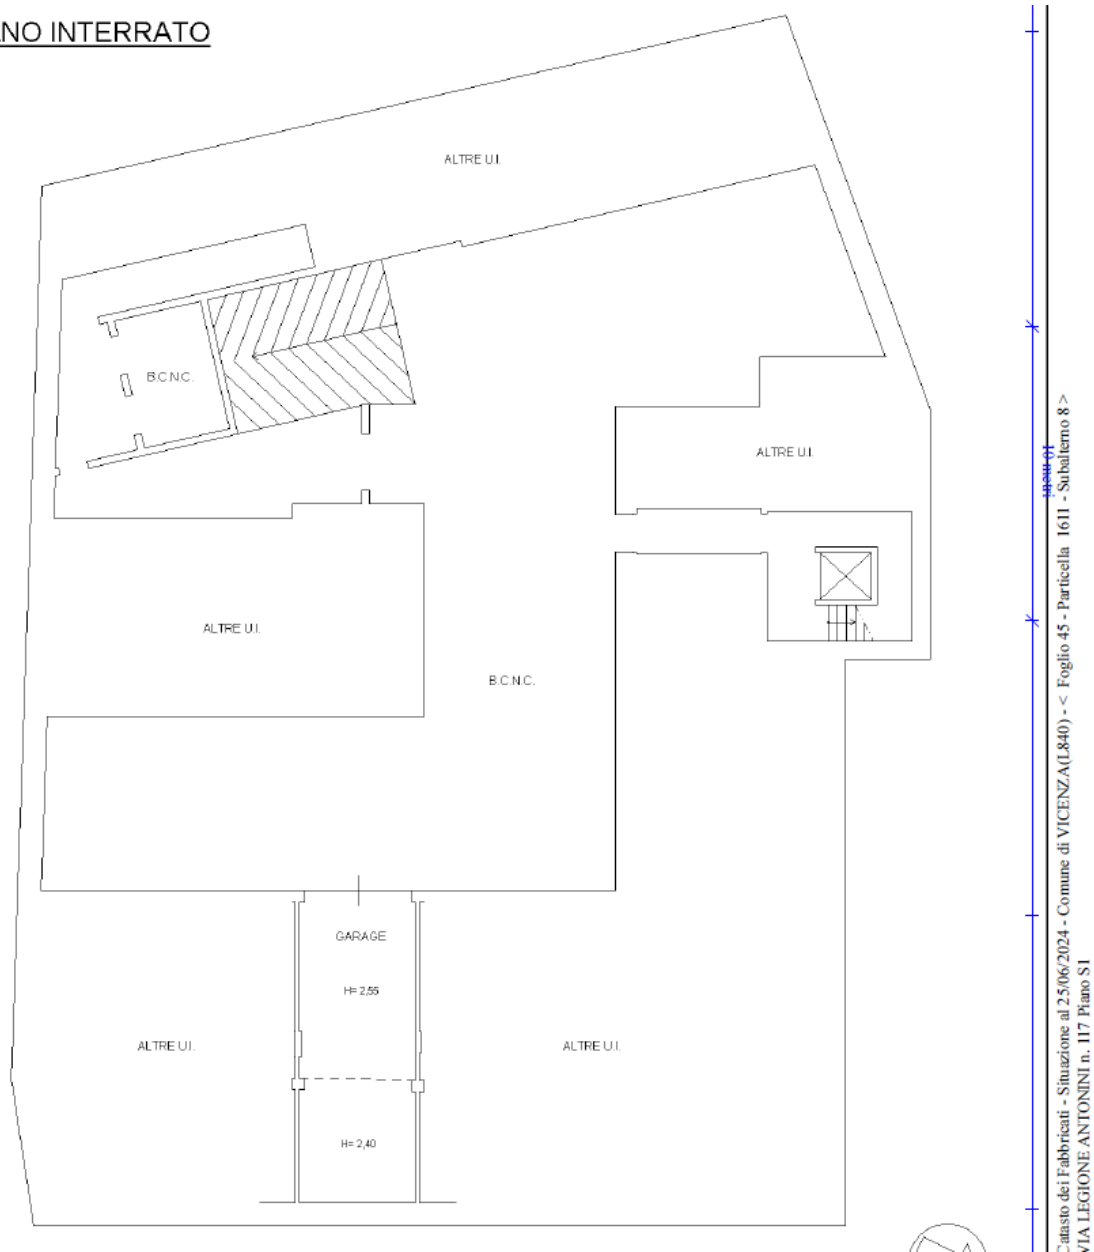 ANO INTERRATO
ALTRE U.I.
B.C.N.C.
ALTRE U.I.
ALTRE U.I.
B.C.N.C.
GARAGE
H= 2,55
ALTRE U.I.
ALTRE U.I.
H= 2,40
10 metri
Catasto dei Fabbricati - Situazione al 25/06/2024 - Comune di VICENZA(L840) - < Foglio 45 - Particella 1611 - Subalterno 8 >
VIA LEGIONE ANTONINI n. 117 Piano S1